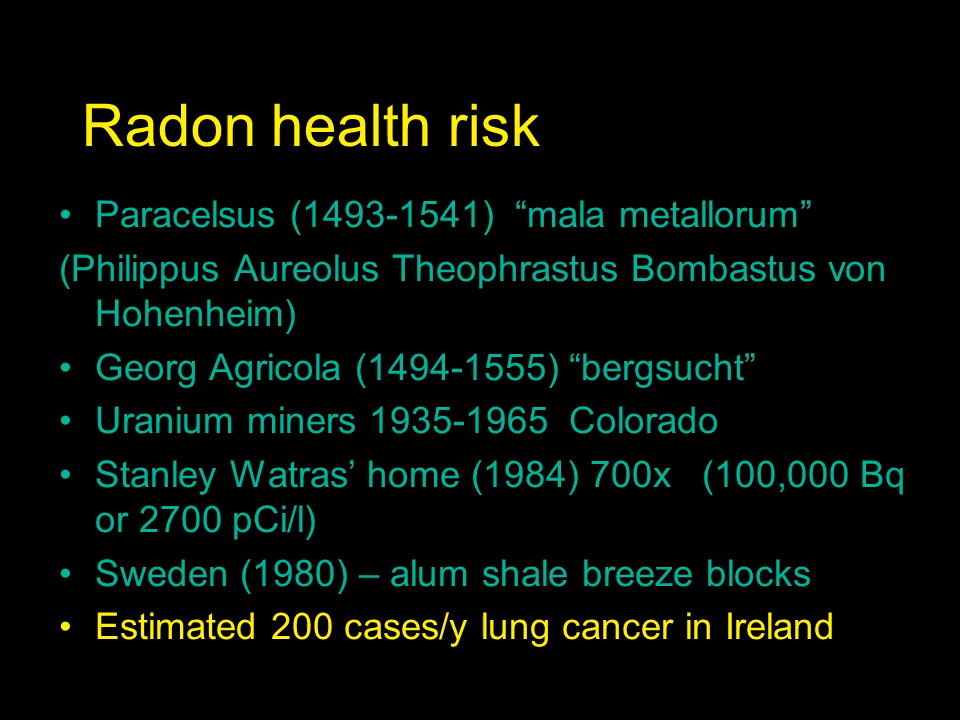 Radon health risk
• Paracelsus (1493-1541) “mala metallorum”
(Philippus Aureolus Theophrastus Bombastus von
Hohenheim)
• Georg Agricola (1494-1555) “bergsucht”
• Uranium miners 1935-1965 Colorado
• Stanley Watras’ home (1984) 700x (100,000 Bq
or 2700 pCi/l)
• Sweden (1980) – alum shale breeze blocks
• Estimated 200 cases/y lung cancer in Ireland